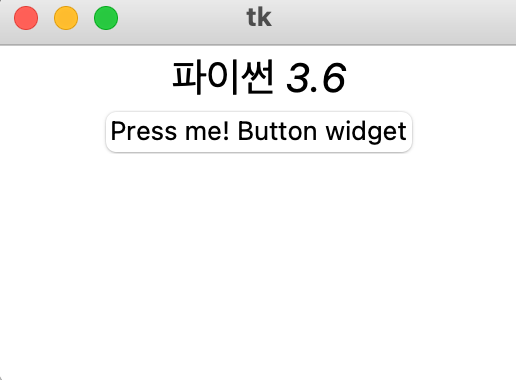 tk
파이썬 3.6
Press me! Button widget